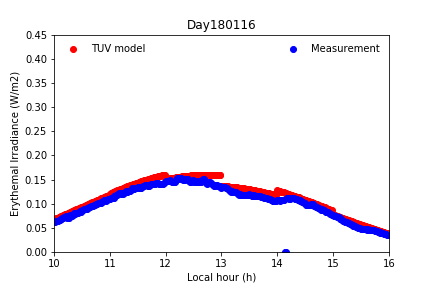 Day180116
TUV model
Measurement
Erythemal Irradiance (W/m2)
0.45
0.40
0.35
0.30
0.25
0.20
0.15
0.10
0.05
0.00
10 11 12 13 14 15 16
Local hour (h)